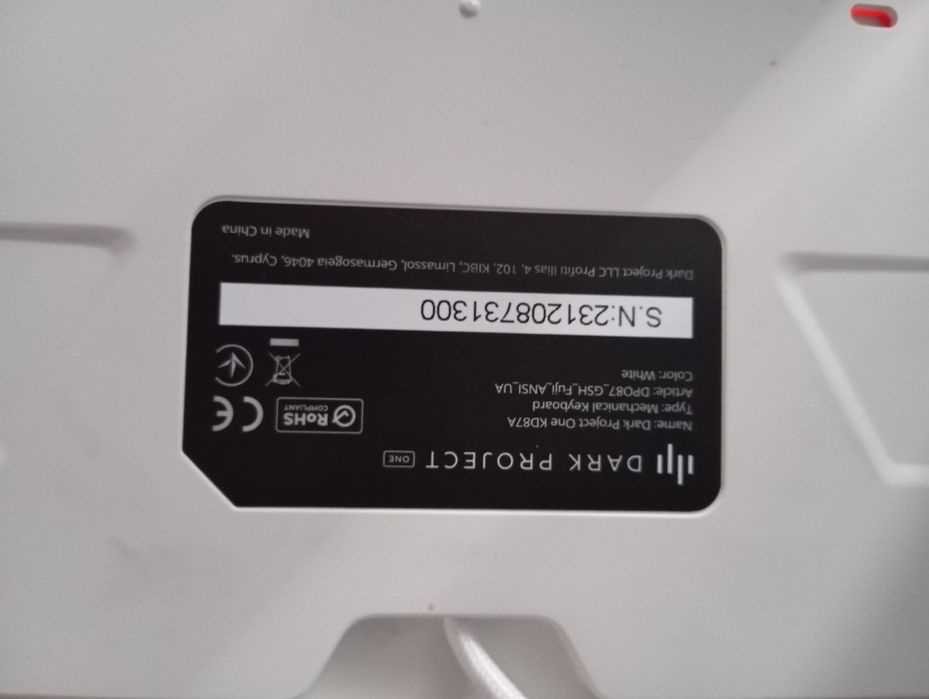 DARK PROJECT ONE
Name: Dark Project One KD87A
Type: Mechanical Keyboard
Article: DPO87_GSH_Fuji_ANSI_UA
Color: White
RoHS
COMPLIANT
CE
S.N:231208731300
Dark Project LLC Profiti Ilias 4, 102, KIBC, Limassol, Germasogeia 4046, Cyprus.
Made in China